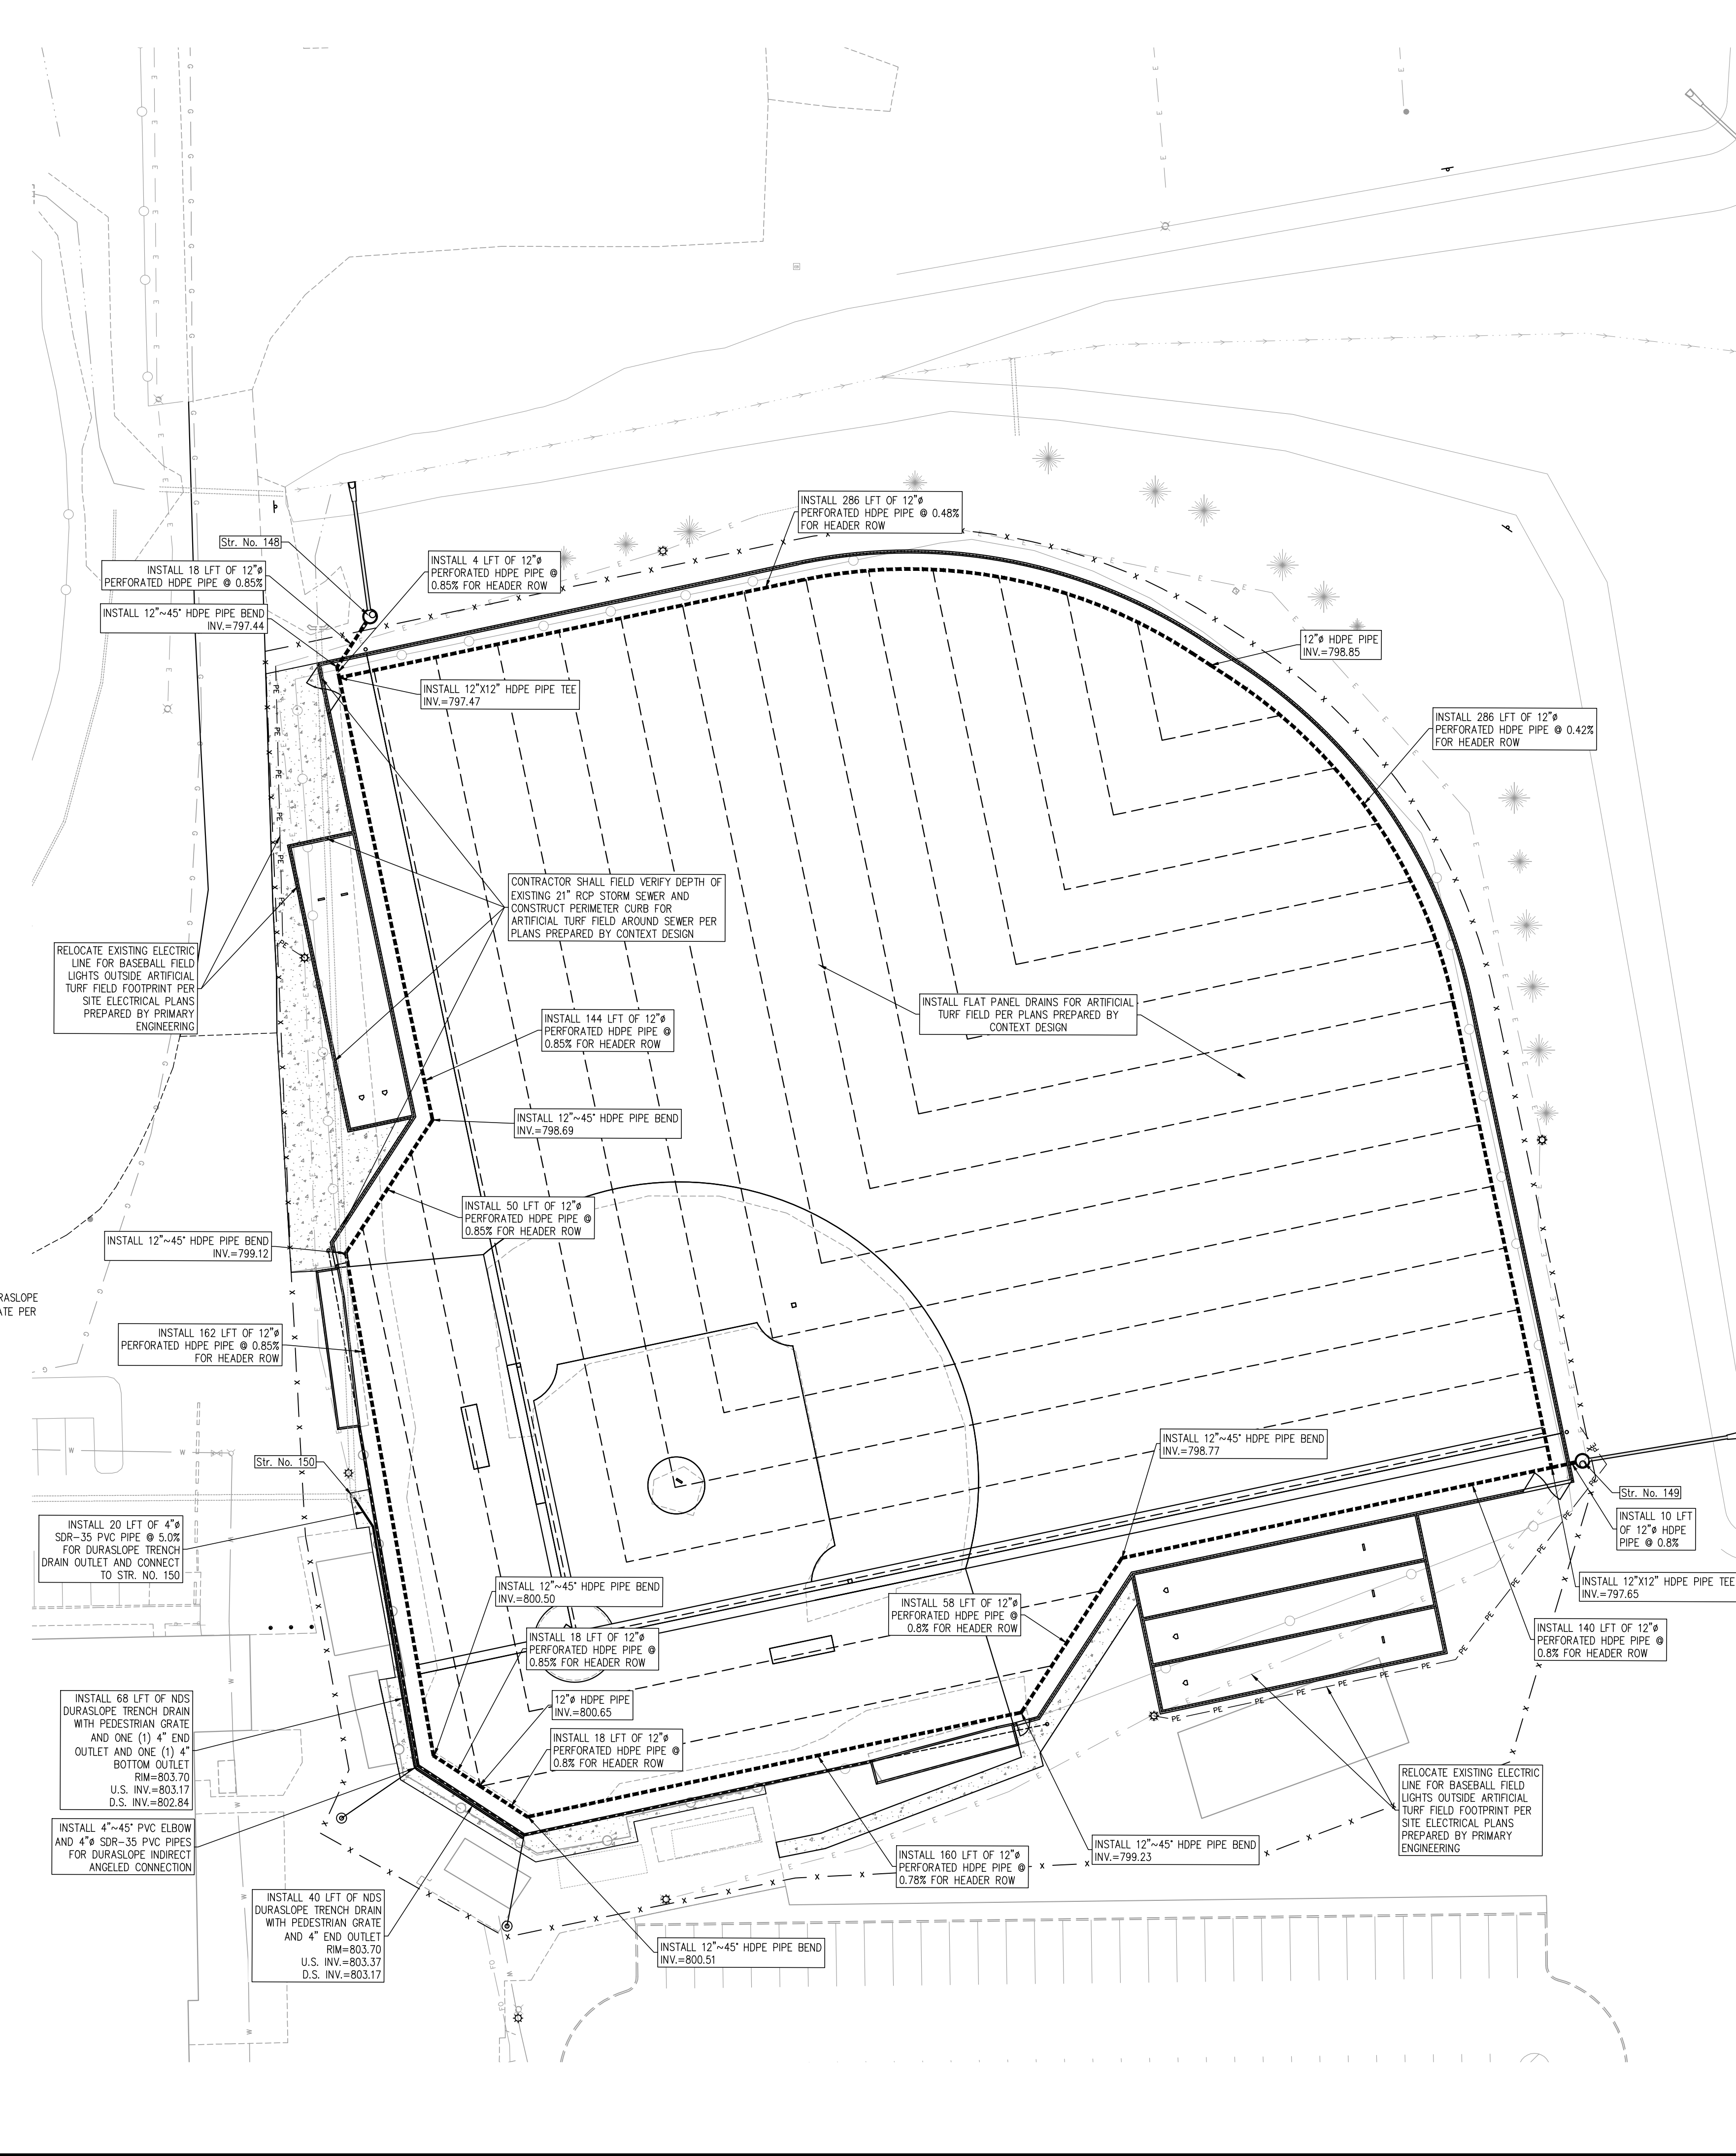 INSTALL 286 LFT OF 12"ø
PERFORATED HDPE PIPE @ 0.48%
FOR HEADER ROW
Str. No. 148
INSTALL 18 LFT OF 12"ø
PERFORATED HDPE PIPE @ 0.85%
INSTALL 4 LFT OF 12"ø
PERFORATED HDPE PIPE @
0.85% FOR HEADER ROW
INSTALL 12"~45° HDPE PIPE BEND
INV.=797.44
12"ø HDPE PIPE
INV.=798.85
INSTALL 12"X12" HDPE PIPE TEE
INV.=797.47
INSTALL 286 LFT OF 12"ø
PERFORATED HDPE PIPE @ 0.42%
FOR HEADER ROW
CONTRACTOR SHALL FIELD VERIFY DEPTH OF
EXISTING 21" RCP STORM SEWER AND
CONSTRUCT PERIMETER CURB FOR
ARTIFICIAL TURF FIELD AROUND SEWER PER
PLANS PREPARED BY CONTEXT DESIGN
RELOCATE EXISTING ELECTRIC
LINE FOR BASEBALL FIELD
LIGHTS OUTSIDE ARTIFICIAL
TURF FIELD FOOTPRINT PER
SITE ELECTRICAL PLANS
PREPARED BY PRIMARY
ENGINEERING
INSTALL FLAT PANEL DRAINS FOR ARTIFICIAL
TURF FIELD PER PLANS PREPARED BY
CONTEXT DESIGN
INSTALL 144 LFT OF 12"ø
PERFORATED HDPE PIPE @
0.85% FOR HEADER ROW
INSTALL 12"~45° HDPE PIPE BEND
INV.=798.69
INSTALL 50 LFT OF 12"ø
PERFORATED HDPE PIPE @
0.85% FOR HEADER ROW
INSTALL 12"~45° HDPE PIPE BEND
INV.=799.12
RASLOPE
ATE PER
INSTALL 162 LFT OF 12"ø
PERFORATED HDPE PIPE @ 0.85%
FOR HEADER ROW
INSTALL 12"~45° HDPE PIPE BEND
INV.=798.77
Str. No. 150
Str. No. 149
INSTALL 20 LFT OF 4"ø
SDR-35 PVC PIPE @ 5.0%
FOR DURASLOPE TRENCH
DRAIN OUTLET AND CONNECT
TO STR. NO. 150
INSTALL 10 LFT
OF 12"ø HDPE
PIPE @ 0.8%
INSTALL 12"X12" HDPE PIPE TEE
INV.=797.65
INSTALL 12"~45° HDPE PIPE BEND
INV.=800.50
INSTALL 58 LFT OF 12"ø
PERFORATED HDPE PIPE @
0.8% FOR HEADER ROW
INSTALL 18 LFT OF 12"ø
PERFORATED HDPE PIPE @
0.85% FOR HEADER ROW
INSTALL 140 LFT OF 12"ø
PERFORATED HDPE PIPE @
0.8% FOR HEADER ROW
INSTALL 68 LFT OF NDS
DURASLOPE TRENCH DRAIN
WITH PEDESTRIAN GRATE
AND ONE (1) 4" END
OUTLET AND ONE (1) 4"
BOTTOM OUTLET
RIM=803.70
U.S. INV.=803.17
D.S. INV.=802.84
12"ø HDPE PIPE
INV.=800.65
INSTALL 18 LFT OF 12"ø
PERFORATED HDPE PIPE @
0.8% FOR HEADER ROW
RELOCATE EXISTING ELECTRIC
LINE FOR BASEBALL FIELD
LIGHTS OUTSIDE ARTIFICIAL
TURF FIELD FOOTPRINT PER
SITE ELECTRICAL PLANS
PREPARED BY PRIMARY
ENGINEERING
INSTALL 4"~45° PVC ELBOW
AND 4"ø SDR-35 PVC PIPES
FOR DURASLOPE INDIRECT
ANGELED CONNECTION
INSTALL 12"~45° HDPE PIPE BEND
INV.=799.23
INSTALL 160 LFT OF 12"ø
PERFORATED HDPE PIPE @
0.78% FOR HEADER ROW
INSTALL 40 LFT OF NDS
DURASLOPE TRENCH DRAIN
WITH PEDESTRIAN GRATE
AND 4" END OUTLET
RIM=803.70
U.S. INV.=803.37
D.S. INV.=803.17
INSTALL 12"~45° HDPE PIPE BEND
INV.=800.51